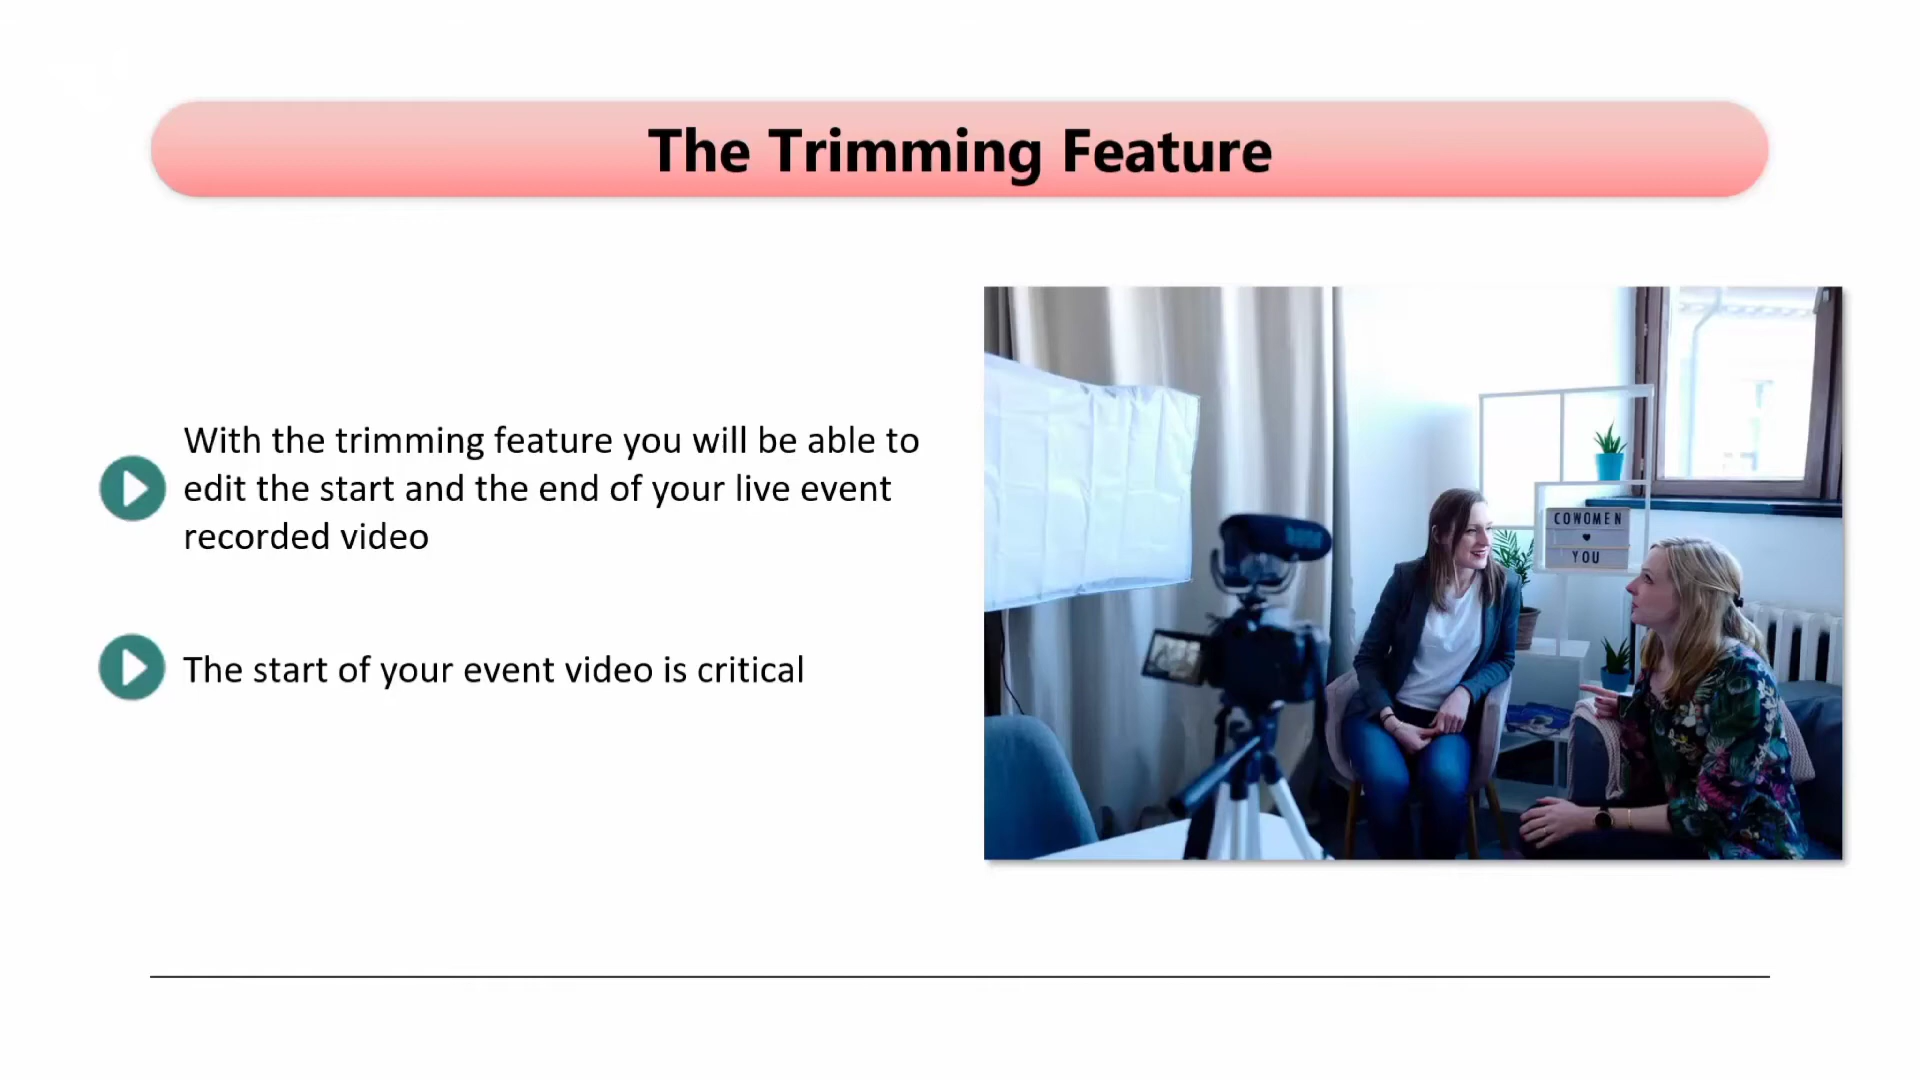 The Trimming Feature
With the trimming feature you will be able to
edit the start and the end of your live event
recorded video
The start of your event video is critical
COWOMEN
♥
YOU